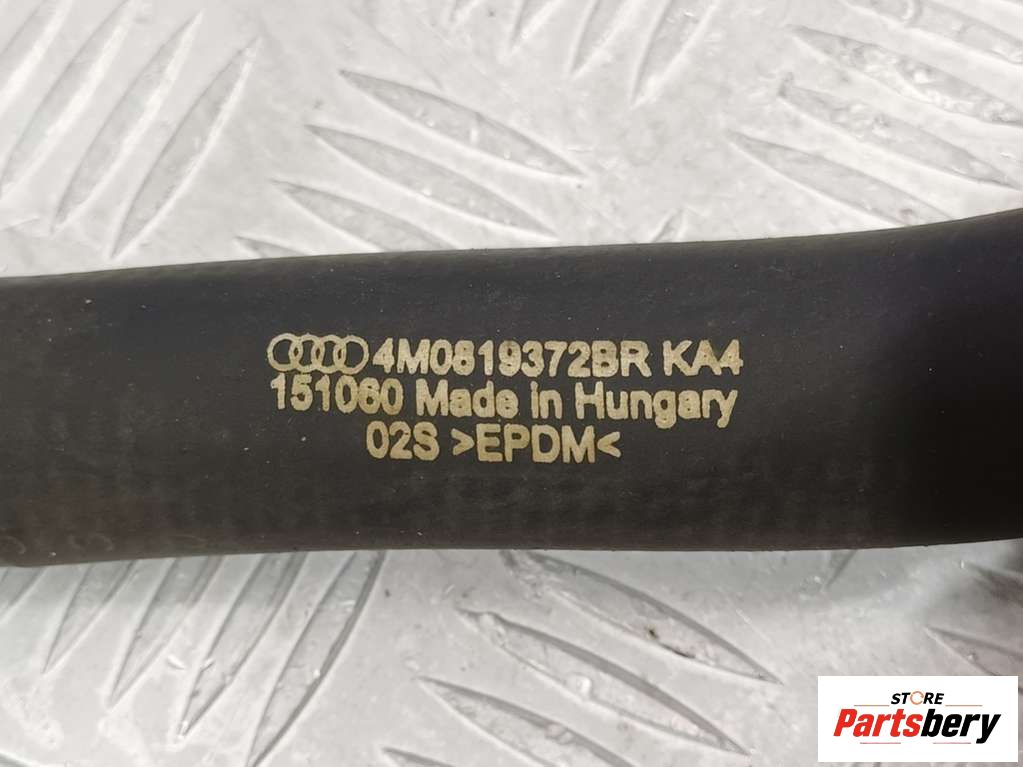 4M0819372BR KA4
151060 Made in Hungary
02S >EPDM<
STORE
Partsbery